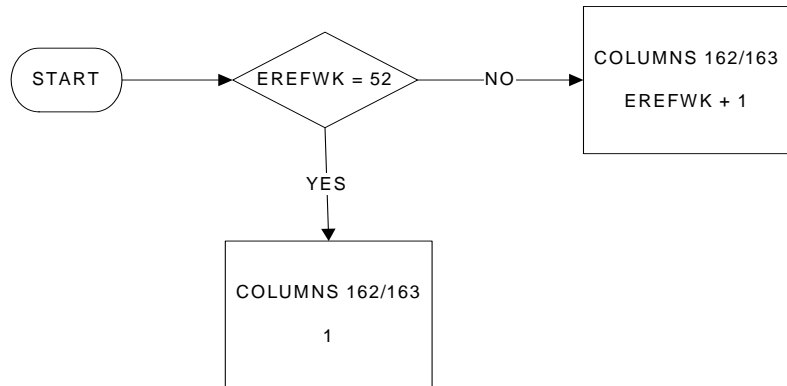 START
EREFWK = 52
NO
COLUMNS 162/163
EREFWK + 1
YES
COLUMNS 162/163
1